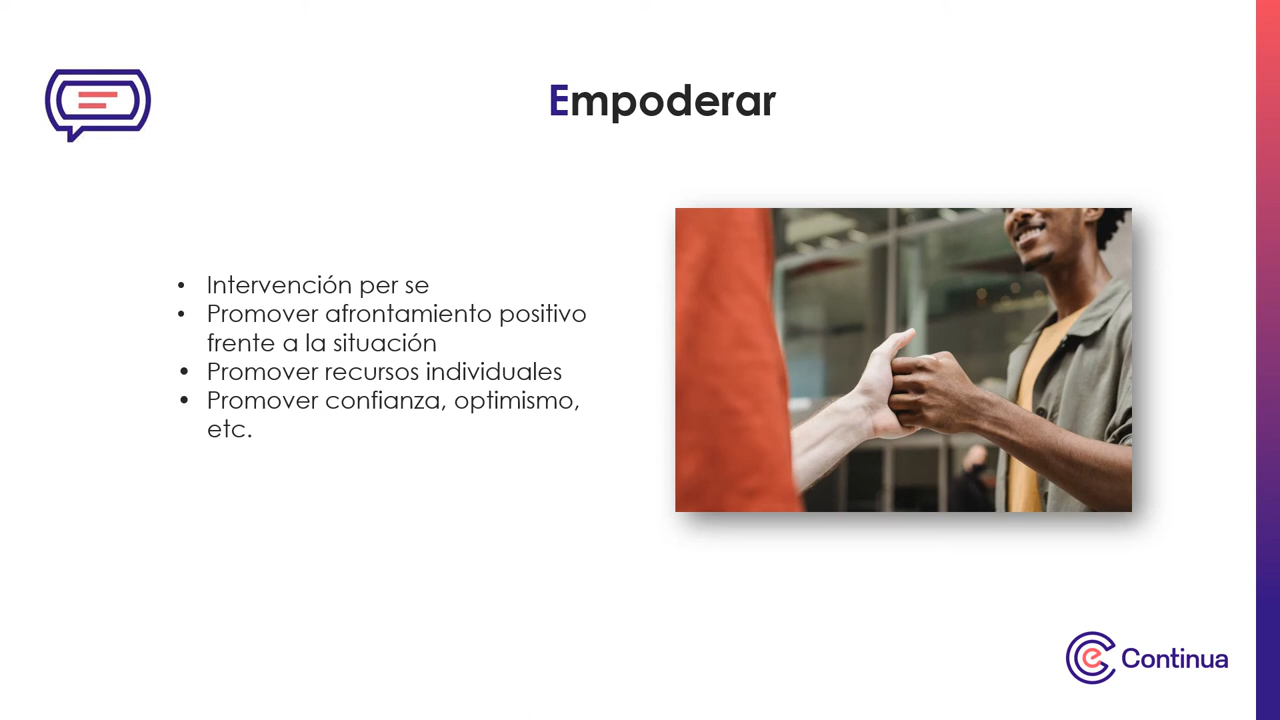 Empoderar
• Intervención per se
• Promover afrontamiento positivo
frente a la situación
• Promover recursos individuales
• Promover confianza, optimismo,
etc.
e Continua